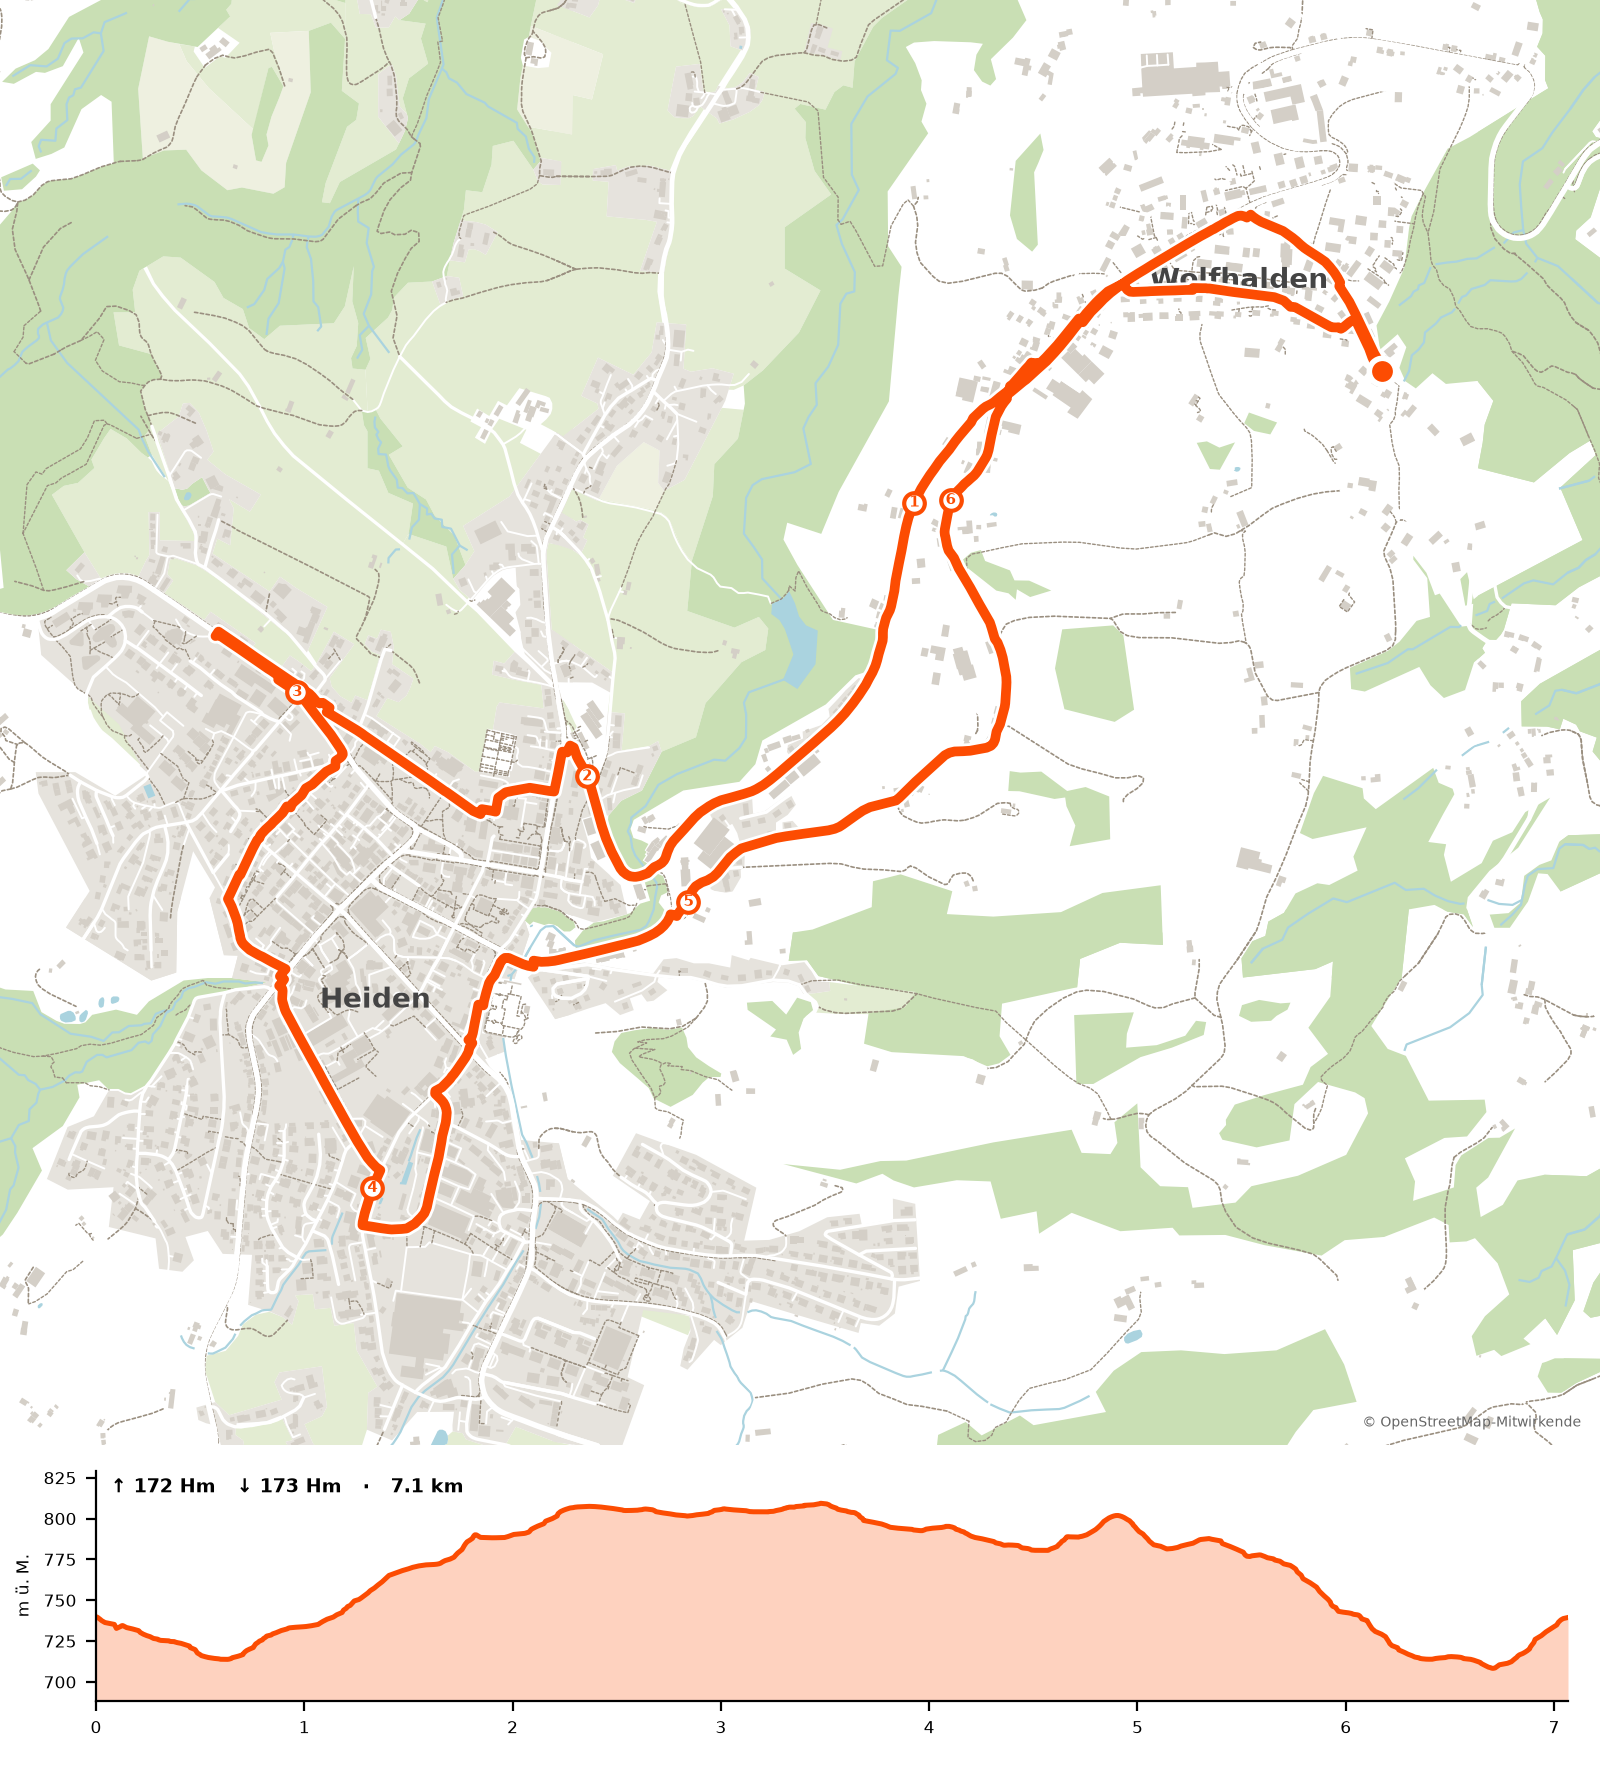 Wolfhalden
1
6
3
2
5
Heiden
4
© OpenStreetMap-Mitwirkende
↑ 172 Hm ↓ 173 Hm · 7.1 km
m ü. M.
825
800
775
750
725
700
0 1 2 3 4 5 6 7